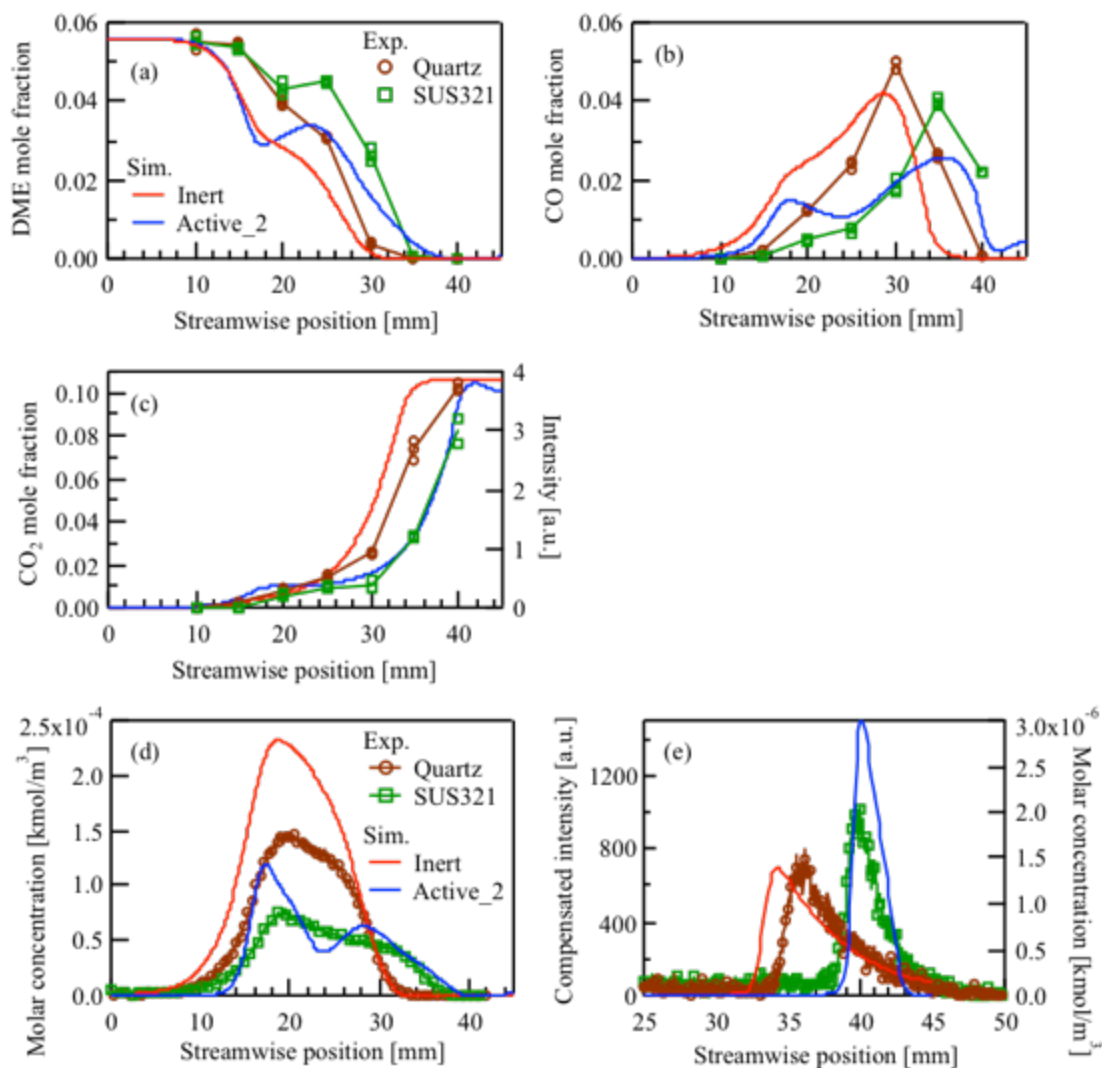 0.06
0.04
0.02
0.00
DME mole fraction
(a)
Exp.
Quartz
SUS321
Sim.
Inert
Active_2
0 10 20 30 40
Streamwise position [mm]
0.06
0.04
0.02
0.00
CO mole fraction
(b)
0 10 20 30 40
Streamwise position [mm]
0.10
0.08
0.06
0.04
0.02
0.00
CO₂ mole fraction
(c)
4
3
2
1
0
Intensity [a.u.]
0 10 20 30 40
Streamwise position [mm]
2.5x10⁻⁴
2.0
1.5
1.0
0.5
0.0
Molar concentration [kmol/m³]
(d)
Exp.
Quartz
SUS321
Sim.
Inert
Active_2
0 10 20 30 40
Streamwise position [mm]
1200
800
400
0
Compensated intensity [a.u.]
(e)
3.0x10⁻⁶
2.5
2.0
1.5
1.0
0.5
0.0
Molar concentration [kmol/m³]
25 30 35 40 45 50
Streamwise position [mm]